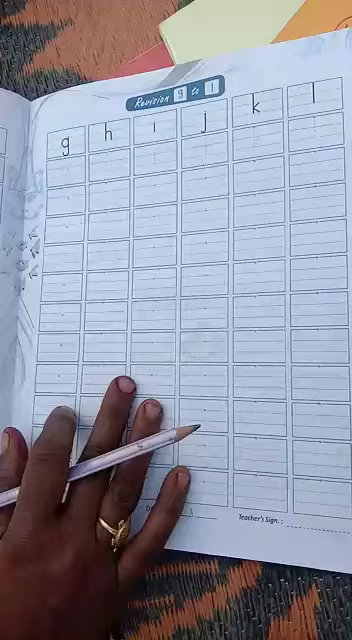 Revision g to l
g h i j k l
Teacher's Sign. :